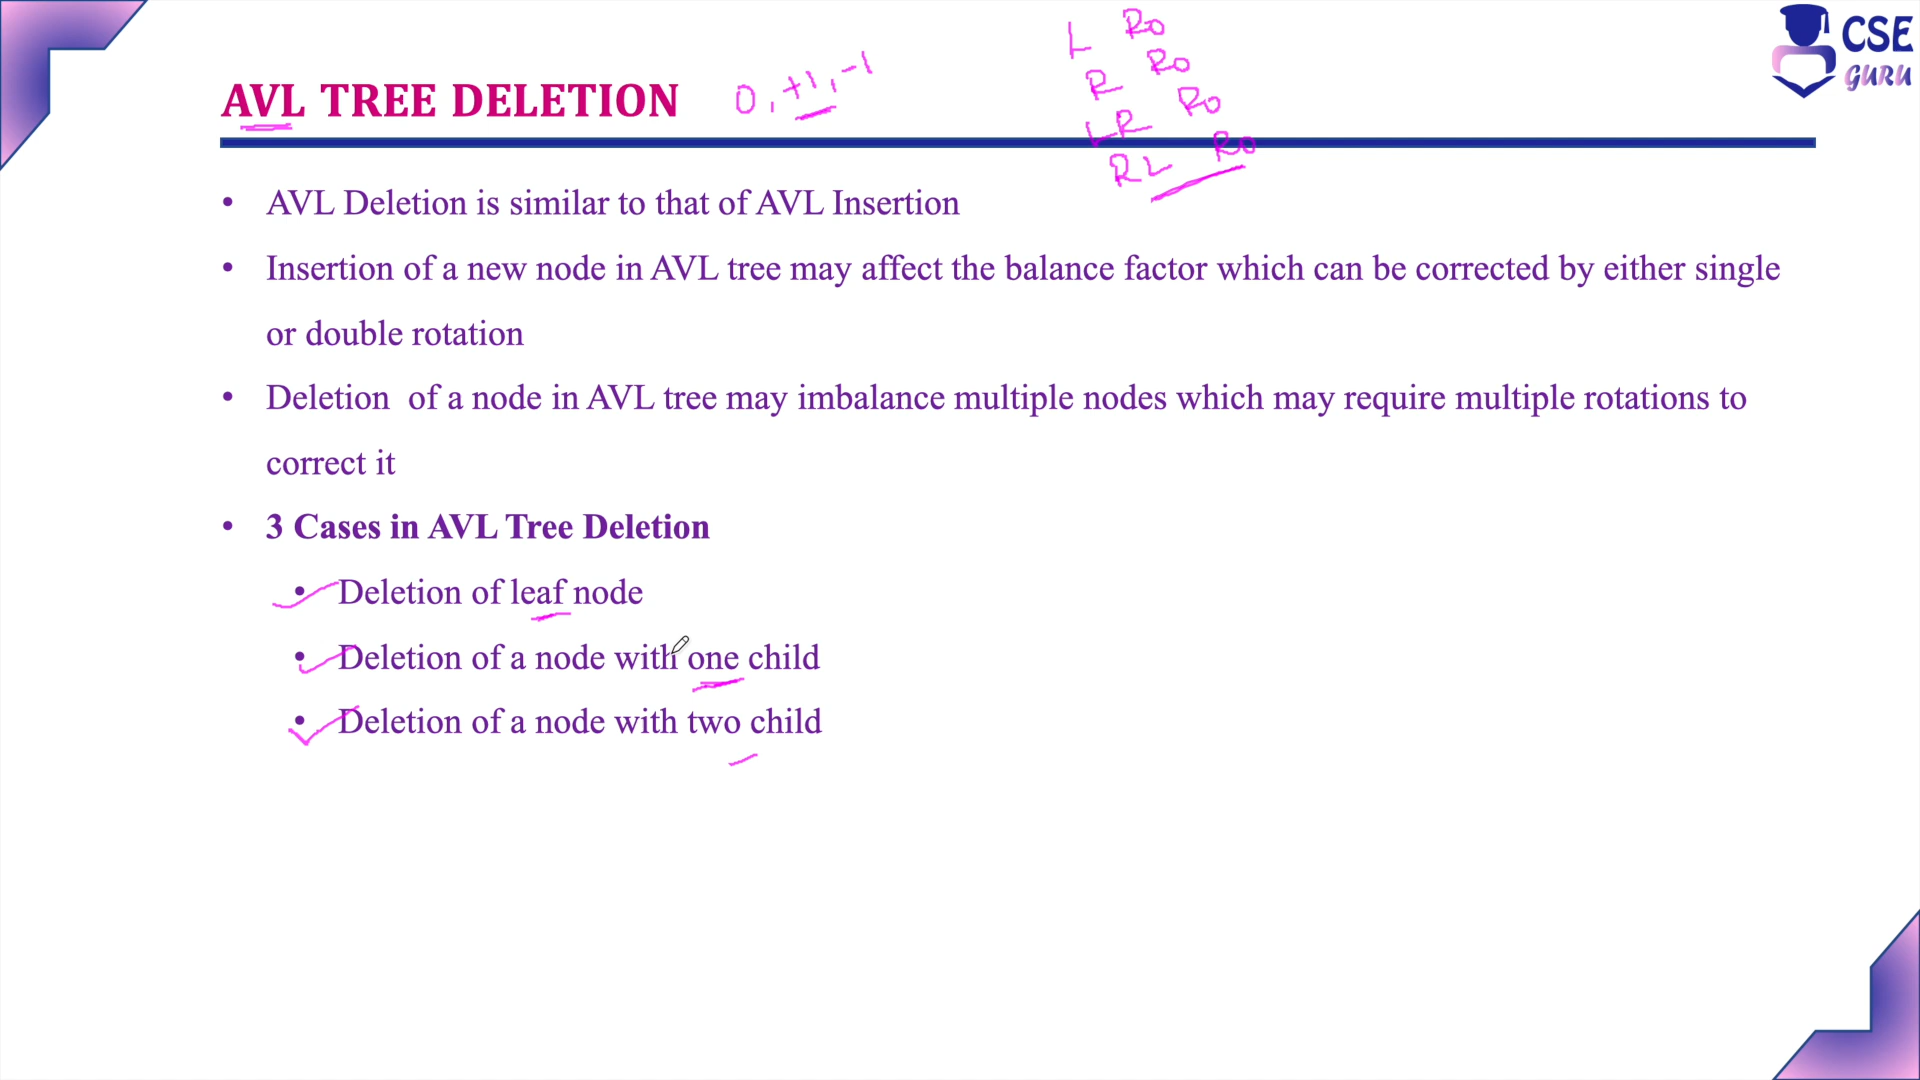 L Ro
R Ro
LR Ro
RL Ro
CSE
GURU
AVL TREE DELETION 0, +1, -1
• AVL Deletion is similar to that of AVL Insertion
• Insertion of a new node in AVL tree may affect the balance factor which can be corrected by either single
or double rotation
• Deletion of a node in AVL tree may imbalance multiple nodes which may require multiple rotations to
correct it
• 3 Cases in AVL Tree Deletion
• Deletion of leaf node
• Deletion of a node with one child
• Deletion of a node with two child